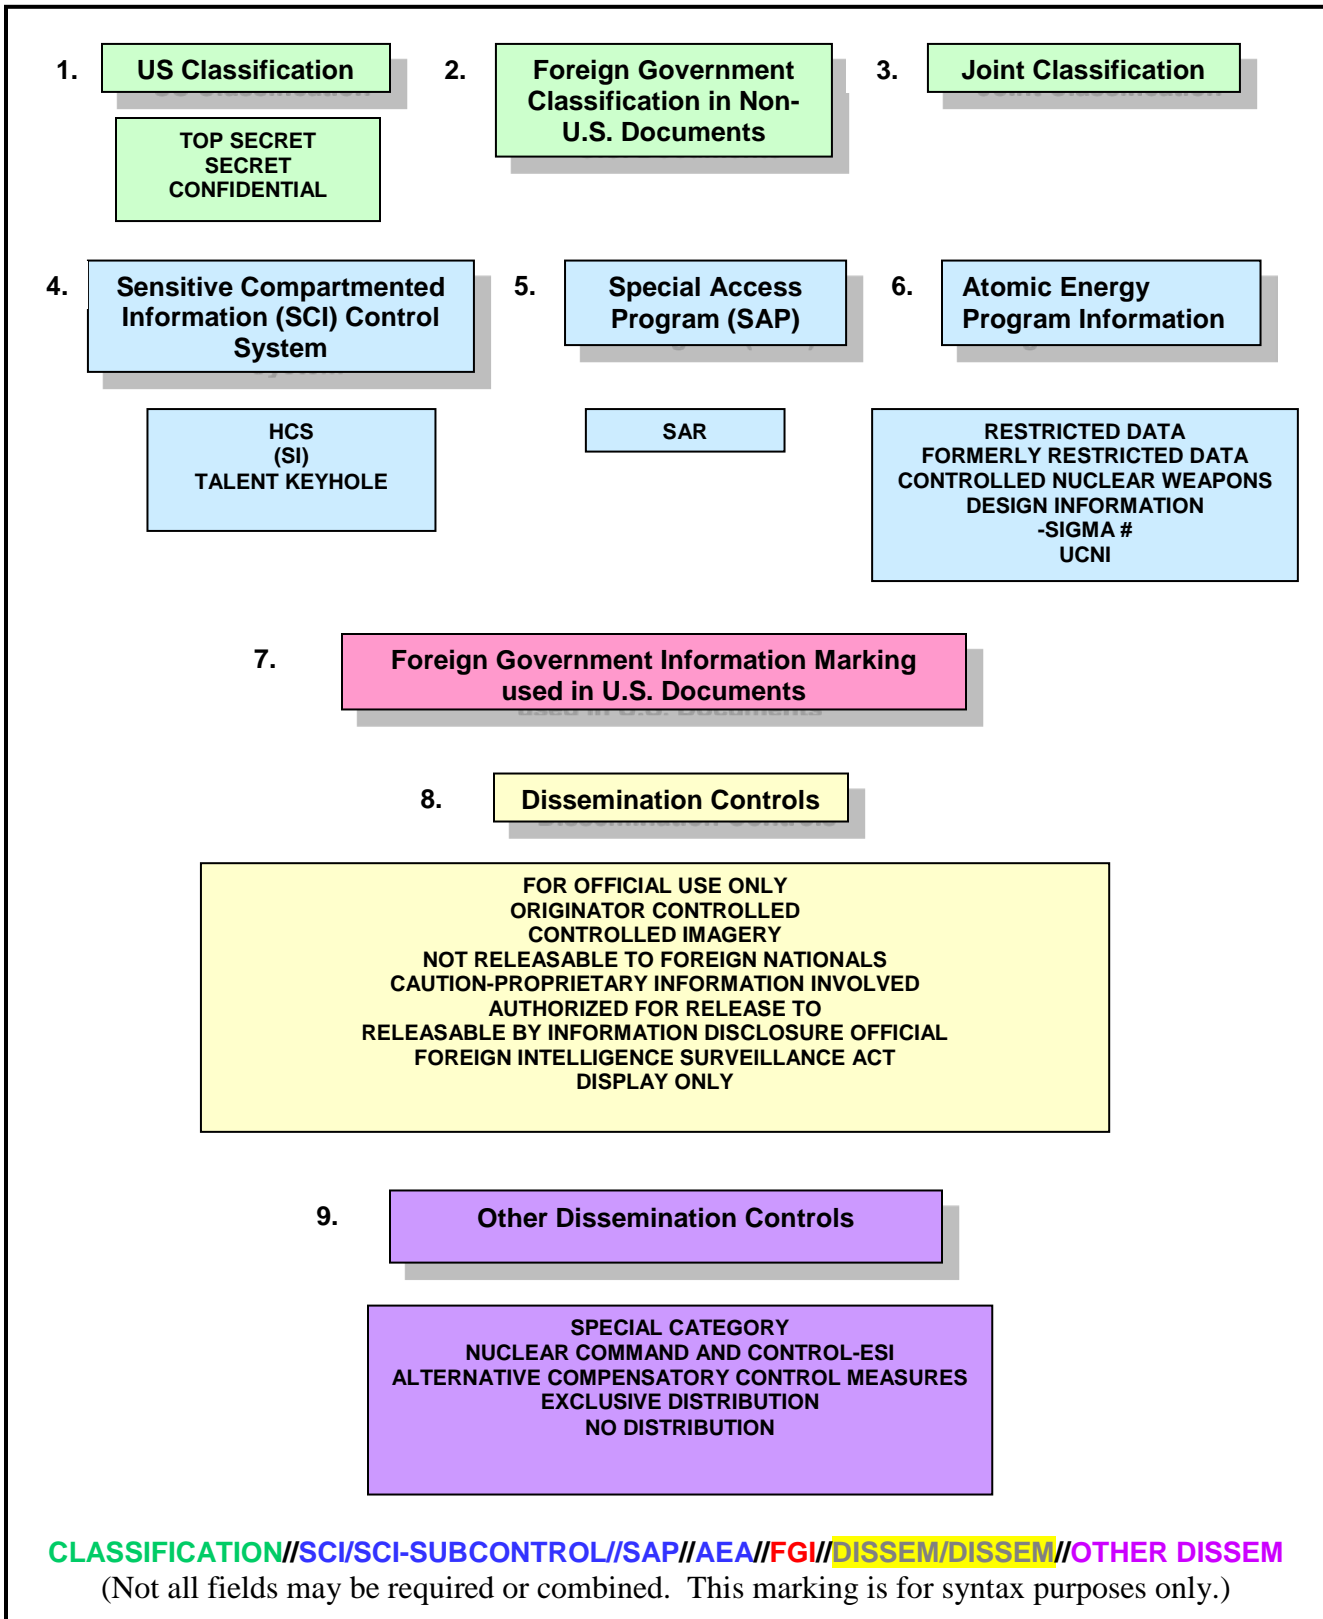 1. US Classification
TOP SECRET
SECRET
CONFIDENTIAL
2. Foreign Government
Classification in Non-
U.S. Documents
3. Joint Classification
4. Sensitive Compartmented
Information (SCI) Control
System
HCS
(SI)
TALENT KEYHOLE
5. Special Access
Program (SAP)
SAR
6. Atomic Energy
Program Information
RESTRICTED DATA
FORMERLY RESTRICTED DATA
CONTROLLED NUCLEAR WEAPONS
DESIGN INFORMATION
-SIGMA #
UCNI
7. Foreign Government Information Marking
used in U.S. Documents
8. Dissemination Controls
FOR OFFICIAL USE ONLY
ORIGINATOR CONTROLLED
CONTROLLED IMAGERY
NOT RELEASABLE TO FOREIGN NATIONALS
CAUTION-PROPRIETARY INFORMATION INVOLVED
AUTHORIZED FOR RELEASE TO
RELEASABLE BY INFORMATION DISCLOSURE OFFICIAL
FOREIGN INTELLIGENCE SURVEILLANCE ACT
DISPLAY ONLY
9. Other Dissemination Controls
SPECIAL CATEGORY
NUCLEAR COMMAND AND CONTROL-ESI
ALTERNATIVE COMPENSATORY CONTROL MEASURES
EXCLUSIVE DISTRIBUTION
NO DISTRIBUTION
CLASSIFICATION//SCI/SCI-SUBCONTROL//SAP//AEA//FGI//DISSEM/DISSEM//OTHER DISSEM
(Not all fields may be required or combined. This marking is for syntax purposes only.)